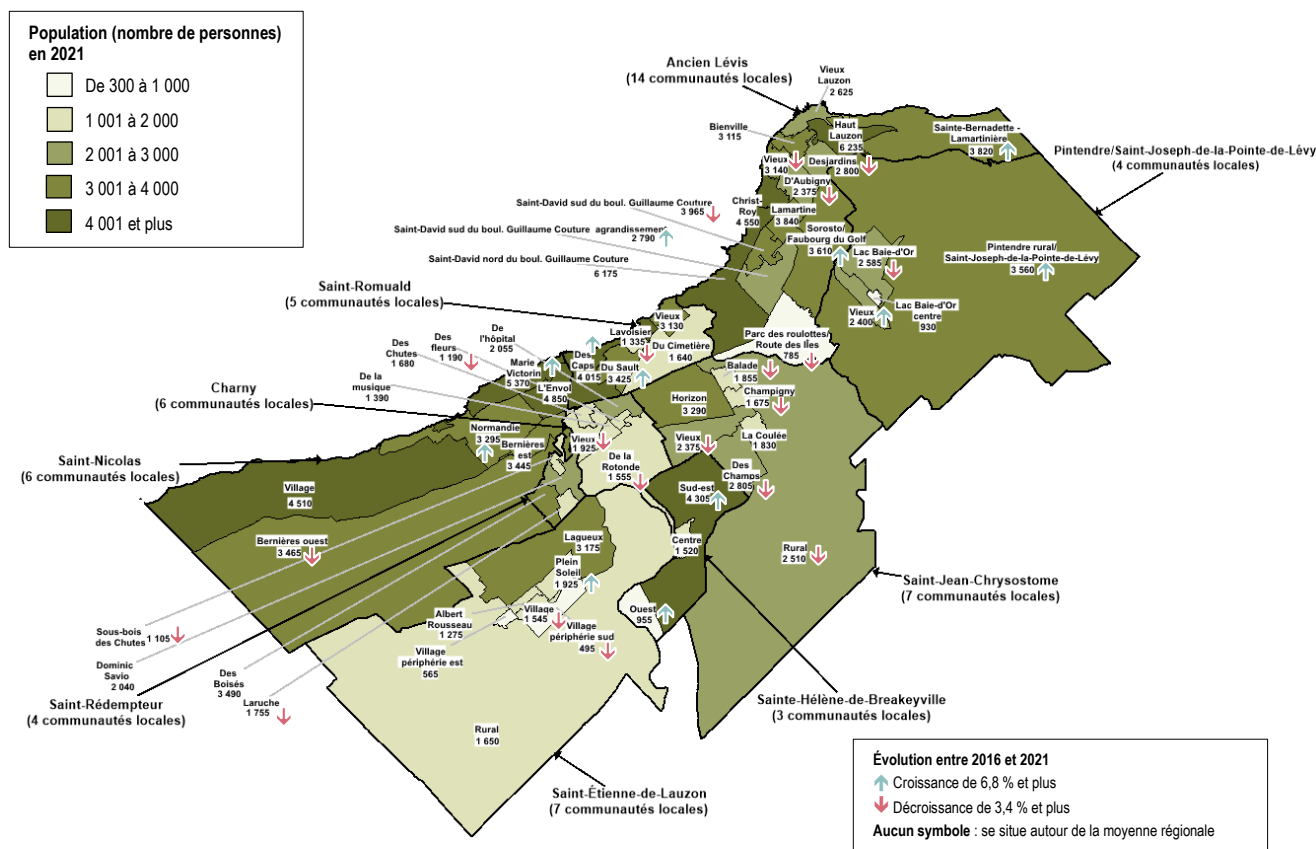 Population (nombre de personnes)
en 2021
De 300 à 1 000
1 001 à 2 000
2 001 à 3 000
3 001 à 4 000
4 001 et plus
Ancien Lévis
(14 communautés locales)
Vieux
Lauzon
2 625
Bienville
3 115
Haut
Lauzon
6 235
Sainte-Bernadette -
Lamartinière
3 820
Pintendre/Saint-Joseph-de-la-Pointe-de-Lévy
(4 communautés locales)
Vieux
3 140
Desjardins
2 800
D'Aubigny
2 375
Christ-
Roy
4 550
Lamartine
3 840
Saint-David sud du boul. Guillaume Couture
3 965
Saint-David sud du boul. Guillaume Couture agrandissement
2 790
Saint-David nord du boul. Guillaume Couture
6 175
Sorosto/
Faubourg du Golf
3 610
Lac Baie-d'Or
2 585
Pintendre rural/
Saint-Joseph-de-la-Pointe-de-Lévy
3 560
Vieux
2 400
Lac Baie-d'Or
centre
930
Saint-Romuald
(5 communautés locales)
Vieux
3 130
Lavoisier
1 335
Du Cimetière
1 640
Parc des roulottes/
Route des Îles
785
Des
Caps
4 015
Du Sault
3 425
De
l'hôpital
2 055
Des
fleurs
1 190
Des
Chutes
1 680
De la
musique
1 390
Marie
Victorin
5 370
L'Envol
4 850
Charny
(6 communautés locales)
Balade
1 855
Champigny
1 675
Horizon
3 290
Vieux
2 375
La Coulée
1 830
Des
Champs
2 805
Normandie
3 295
Bernières
est
3 445
Vieux
1 925
De la
Rotonde
1 555
Saint-Nicolas
(6 communautés locales)
Village
4 510
Bernières ouest
3 465
Sud-est
4 305
Centre
1 520
Rural
2 510
Lagueux
3 175
Plein
Soleil
1 925
Saint-Jean-Chrysostome
(7 communautés locales)
Ouest
955
Albert
Rousseau
1 275
Village
1 545
Village
périphérie sud
495
Village
périphérie est
565
Sous-bois
des Chutes
1 105
Dominic
Savio
2 040
Des
Boisés
3 490
Laruche
1 755
Saint-Rédempteur
(4 communautés locales)
Sainte-Hélène-de-Breakeyville
(3 communautés locales)
Rural
1 650
Saint-Étienne-de-Lauzon
(7 communautés locales)
Évolution entre 2016 et 2021
Croissance de 6,8 % et plus
Décroissance de 3,4 % et plus
Aucun symbole : se situe autour de la moyenne régionale